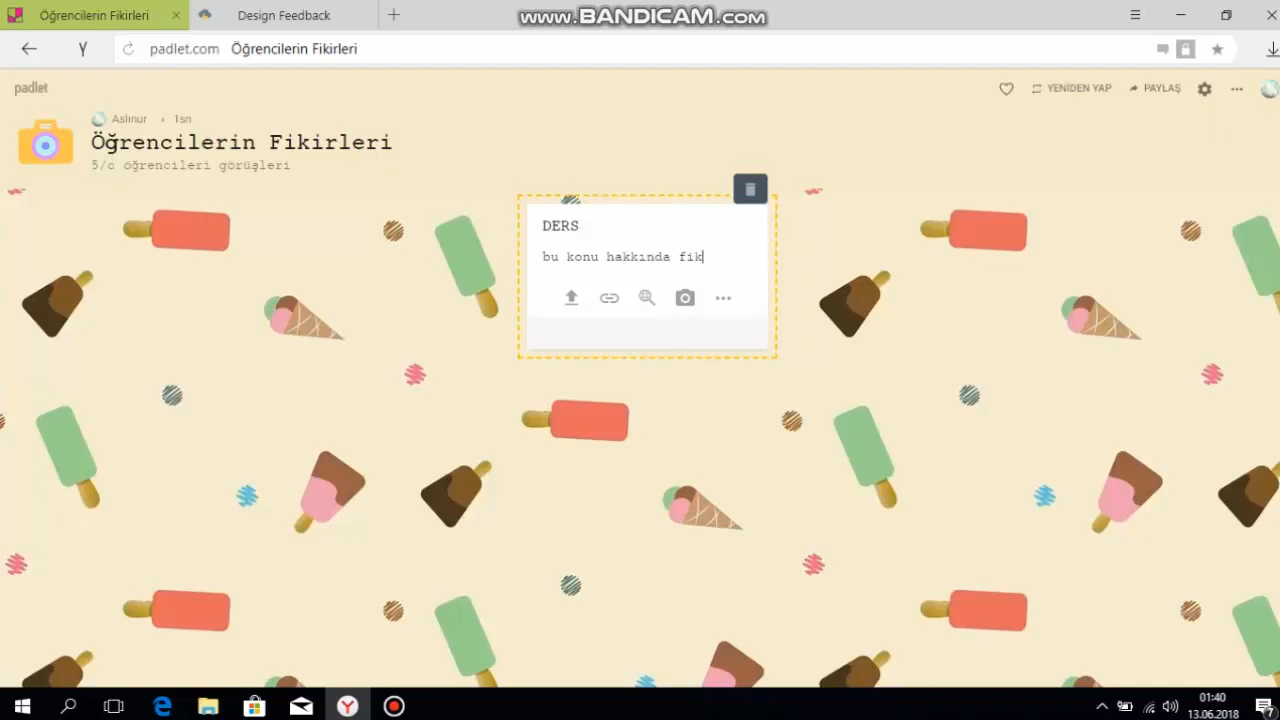 Öğrencilerin Fikirleri
Design Feedback
www.BANDICAM.com
padlet.com Öğrencilerin Fikirleri
padlet
YENİDEN YAP
PAYLAŞ
Aslınur
1sn
Öğrencilerin Fikirleri
5/c öğrencileri görüşleri
DERS
bu konu hakkında fik
01:40
13.06.2018